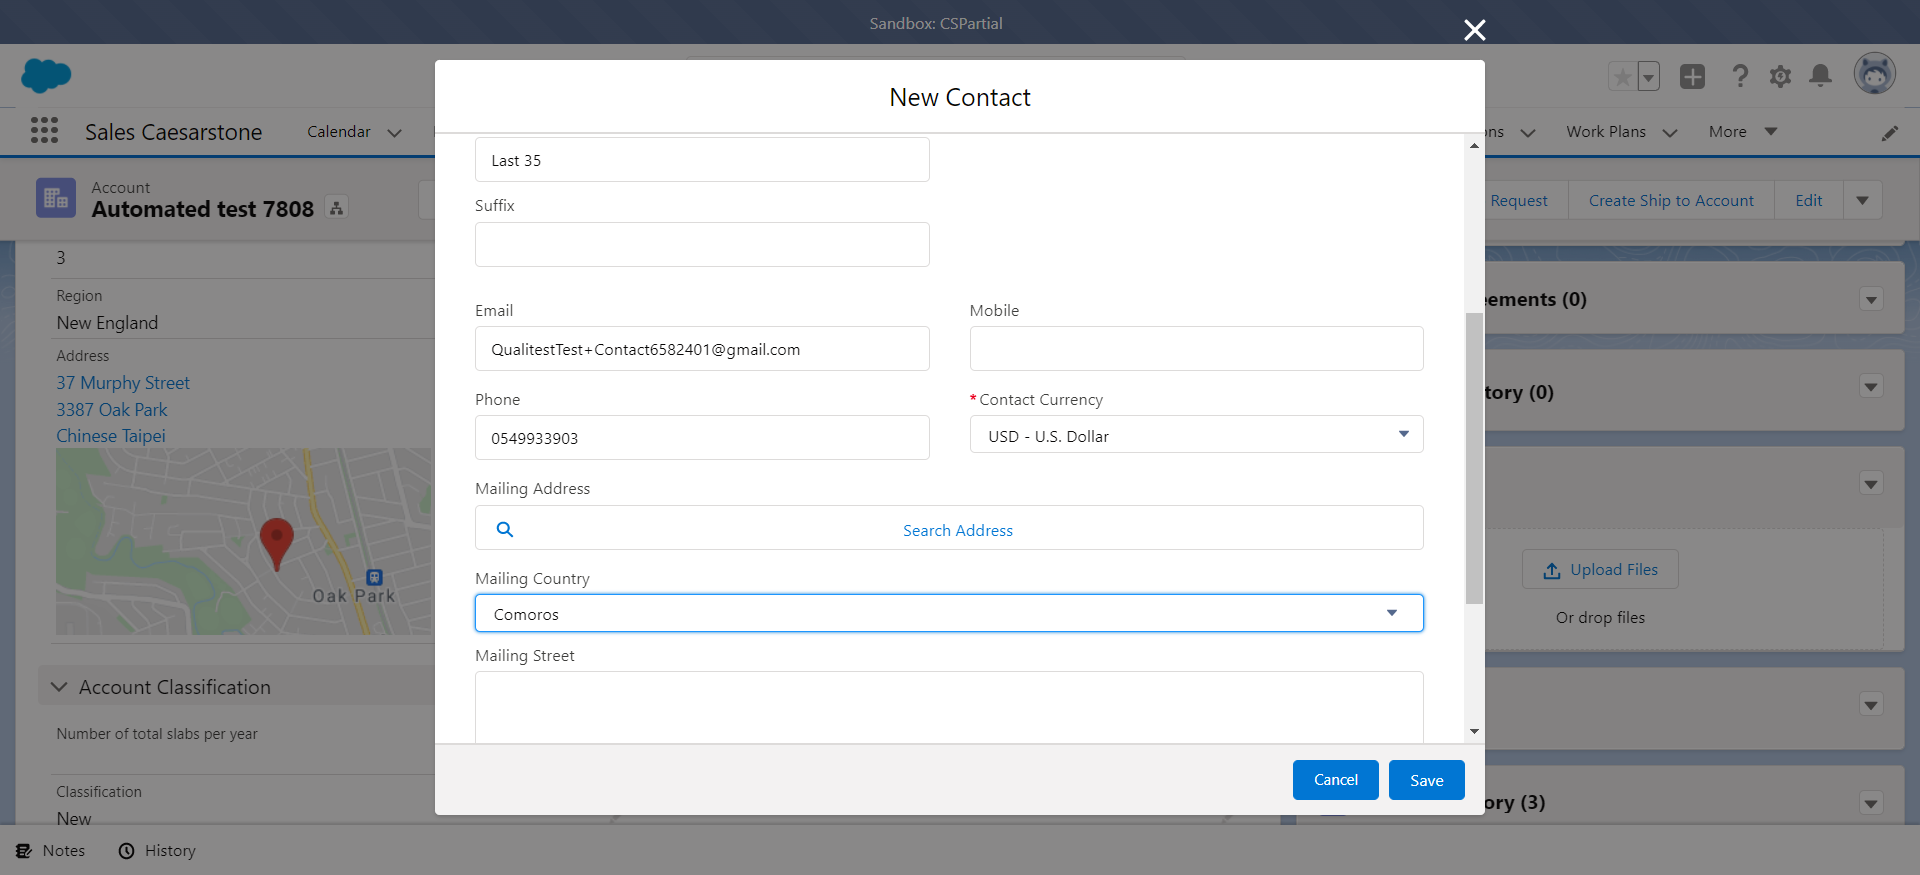 Sandbox: CSPartial
Sales Caesarstone
Calendar
ons
Work Plans
More
Account
Automated test 7808
Request
Create Ship to Account
Edit
3
Region
New England
Address
37 Murphy Street
3387 Oak Park
Chinese Taipei
Oak Park
Account Classification
Number of total slabs per year
Classification
New
New Contact
Last 35
Suffix
Email
Mobile
QualitestTest+Contact6582401@gmail.com
Phone
*Contact Currency
0549933903
USD - U.S. Dollar
Mailing Address
Search Address
Mailing Country
Comoros
Mailing Street
Cancel
Save
eements (0)
tory (0)
Upload Files
Or drop files
ory (3)
Notes
History